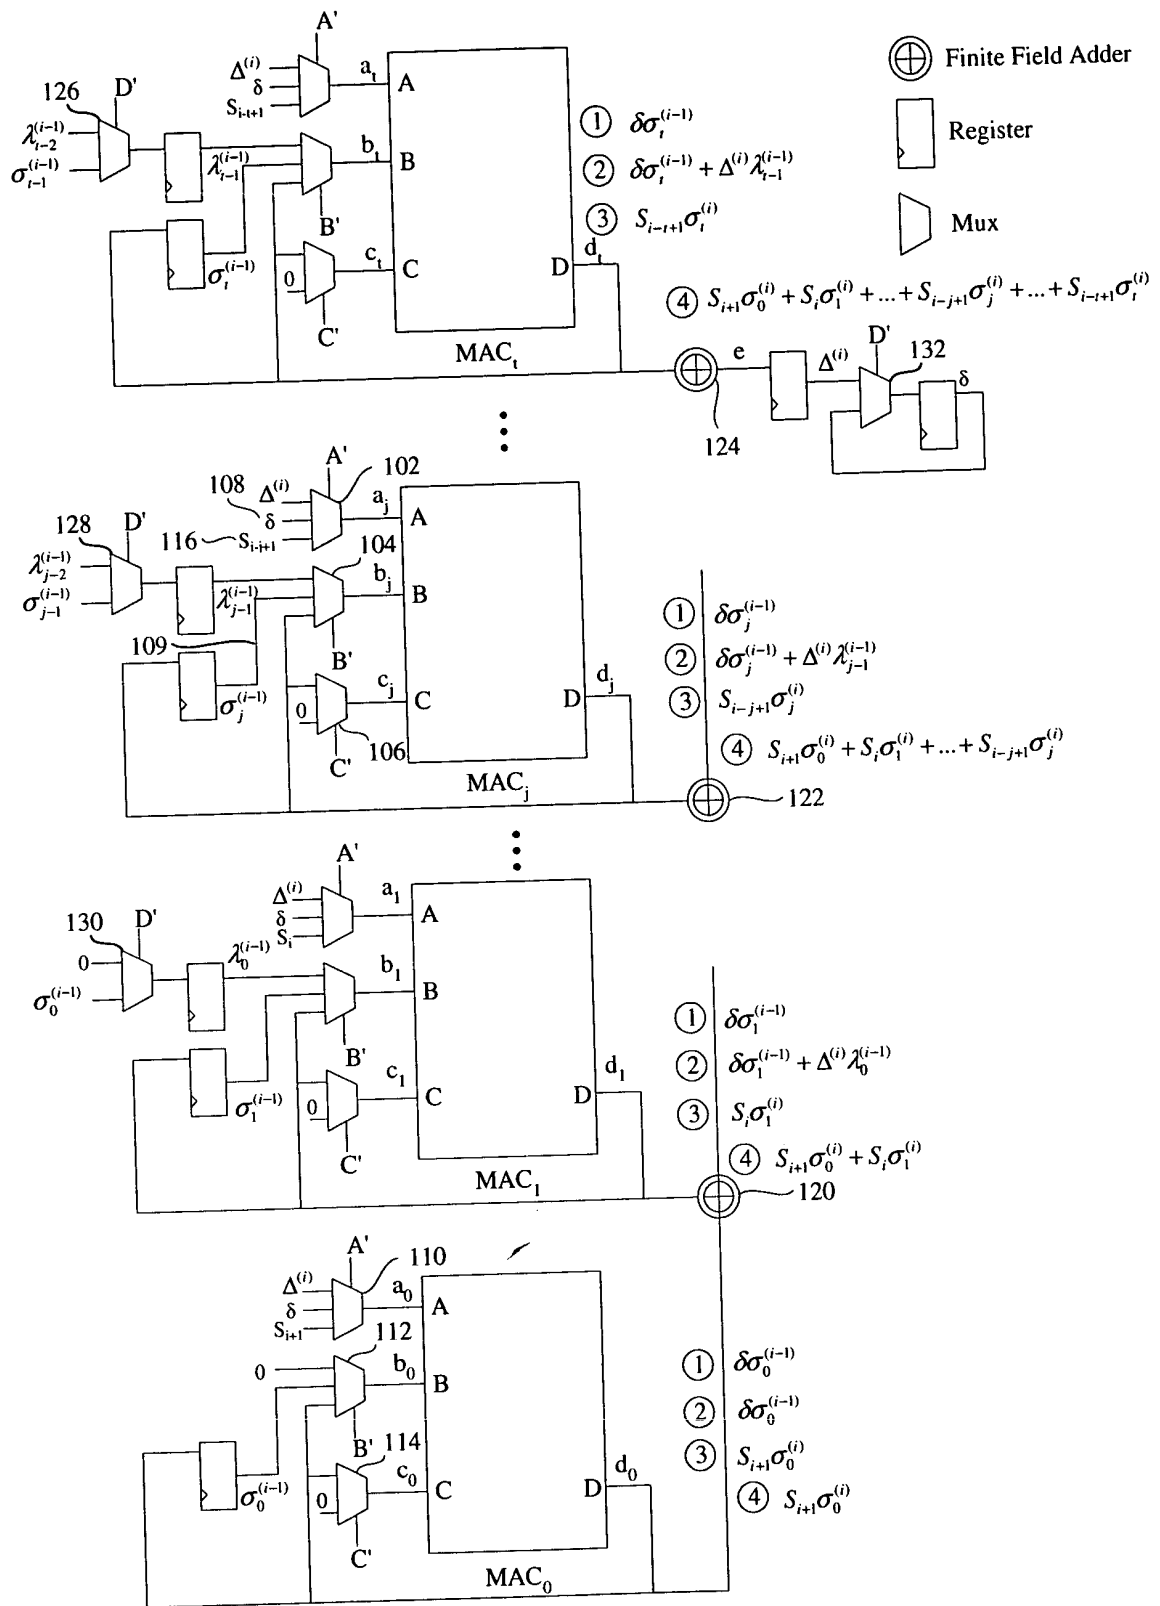 A'
Δ⁽ⁱ⁾
δ
S_{i-t+1}
a_t
A
126
D'
λ_{t-2}^{(i-1)}
σ_{t-1}^{(i-1)}
λ_{t-1}^{(i-1)}
b_t
B
B'
σ_t^{(i-1)}
0
c_t
C
C'
D
d_t
MAC_t
① δσ_t^{(i-1)}
② δσ_t^{(i-1)} + Δ^{(i)}λ_{t-1}^{(i-1)}
③ S_{i-t+1}σ_t^{(i)}
④ S_{i+1}σ_0^{(i)} + S_iσ_1^{(i)} + ... + S_{i-j+1}σ_j^{(i)} + ... + S_{i-t+1}σ_t^{(i)}
Finite Field Adder
Register
Mux
e
124
Δ^{(i)}
D'
132
δ
A'
102
108
Δ^{(i)}
δ
116
S_{i-j+1}
a_j
A
128
D'
λ_{j-2}^{(i-1)}
σ_{j-1}^{(i-1)}
λ_{j-1}^{(i-1)}
104
b_j
B
109
B'
σ_j^{(i-1)}
0
c_j
C
106
C'
D
d_j
MAC_j
① δσ_j^{(i-1)}
② δσ_j^{(i-1)} + Δ^{(i)}λ_{j-1}^{(i-1)}
③ S_{i-j+1}σ_j^{(i)}
④ S_{i+1}σ_0^{(i)} + S_iσ_1^{(i)} + ... + S_{i-j+1}σ_j^{(i)}
122
A'
Δ^{(i)}
δ
S_i
a_1
A
130
D'
0
σ_0^{(i-1)}
λ_0^{(i-1)}
b_1
B
B'
σ_1^{(i-1)}
0
c_1
C
C'
D
d_1
MAC_1
① δσ_1^{(i-1)}
② δσ_1^{(i-1)} + Δ^{(i)}λ_0^{(i-1)}
③ S_iσ_1^{(i)}
④ S_{i+1}σ_0^{(i)} + S_iσ_1^{(i)}
120
A'
110
Δ^{(i)}
δ
S_{i+1}
a_0
A
112
0
b_0
B
B'
114
σ_0^{(i-1)}
0
c_0
C
C'
D
d_0
MAC_0
① δσ_0^{(i-1)}
② δσ_0^{(i-1)}
③ S_{i+1}σ_0^{(i)}
④ S_{i+1}σ_0^{(i)}